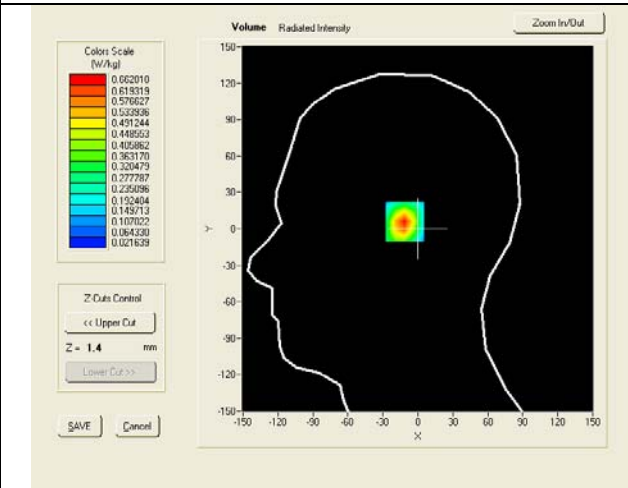 Volume Radiated Intensity
Zoom In/Out
Colors Scale
(W/kg)
0.662010
0.619319
0.576627
0.533936
0.491244
0.448553
0.405862
0.363170
0.320479
0.277787
0.235096
0.192404
0.149713
0.107022
0.064330
0.021639
150
120
90
60
30
0
-30
-60
-90
-120
-150
Y
-150 -120 -90 -60 -30 0 30 60 90 120 150
X
Z-Cuts Control
<< Upper Cut
Z = 1.4 mm
Lower Cut >>
SAVE Cancel